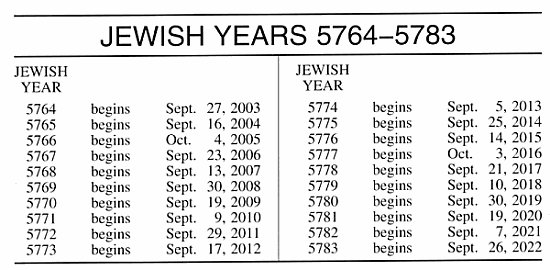 JEWISH YEARS 5764–5783
JEWISH
YEAR
5764 begins Sept. 27, 2003
5765 begins Sept. 16, 2004
5766 begins Oct. 4, 2005
5767 begins Sept. 23, 2006
5768 begins Sept. 13, 2007
5769 begins Sept. 30, 2008
5770 begins Sept. 19, 2009
5771 begins Sept. 9, 2010
5772 begins Sept. 29, 2011
5773 begins Sept. 17, 2012
JEWISH
YEAR
5774 begins Sept. 5, 2013
5775 begins Sept. 25, 2014
5776 begins Sept. 14, 2015
5777 begins Oct. 3, 2016
5778 begins Sept. 21, 2017
5779 begins Sept. 10, 2018
5780 begins Sept. 30, 2019
5781 begins Sept. 19, 2020
5782 begins Sept. 7, 2021
5783 begins Sept. 26, 2022